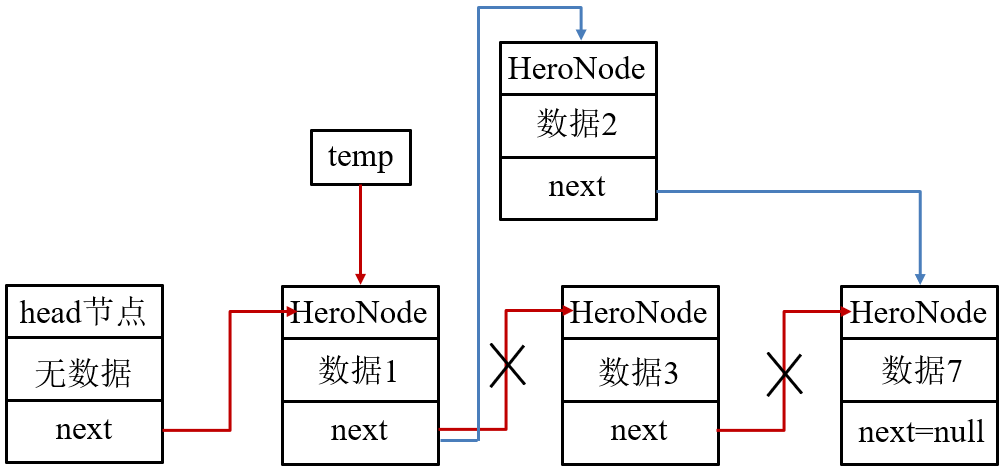 HeroNode
数据2
next
temp
head节点
无数据
next
HeroNode
数据1
next
HeroNode
数据3
next
HeroNode
数据7
next=null